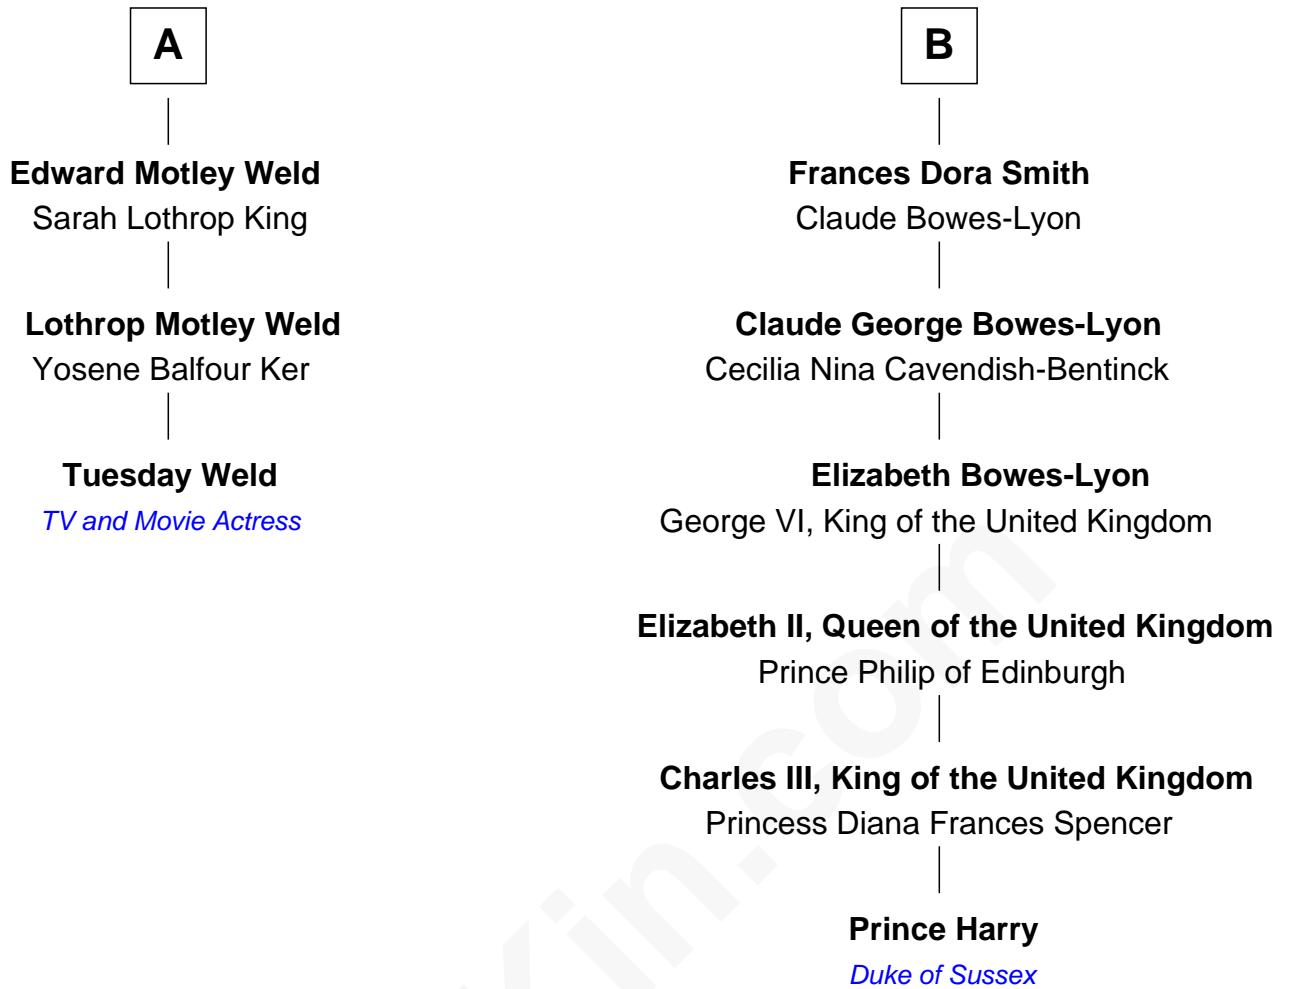 A
Edward Motley Weld
Sarah Lothrop King
Lothrop Motley Weld
Yosene Balfour Ker
Tuesday Weld
TV and Movie Actress
B
Frances Dora Smith
Claude Bowes-Lyon
Claude George Bowes-Lyon
Cecilia Nina Cavendish-Bentinck
Elizabeth Bowes-Lyon
George VI, King of the United Kingdom
Elizabeth II, Queen of the United Kingdom
Prince Philip of Edinburgh
Charles III, King of the United Kingdom
Princess Diana Frances Spencer
Prince Harry
Duke of Sussex
Kin.com